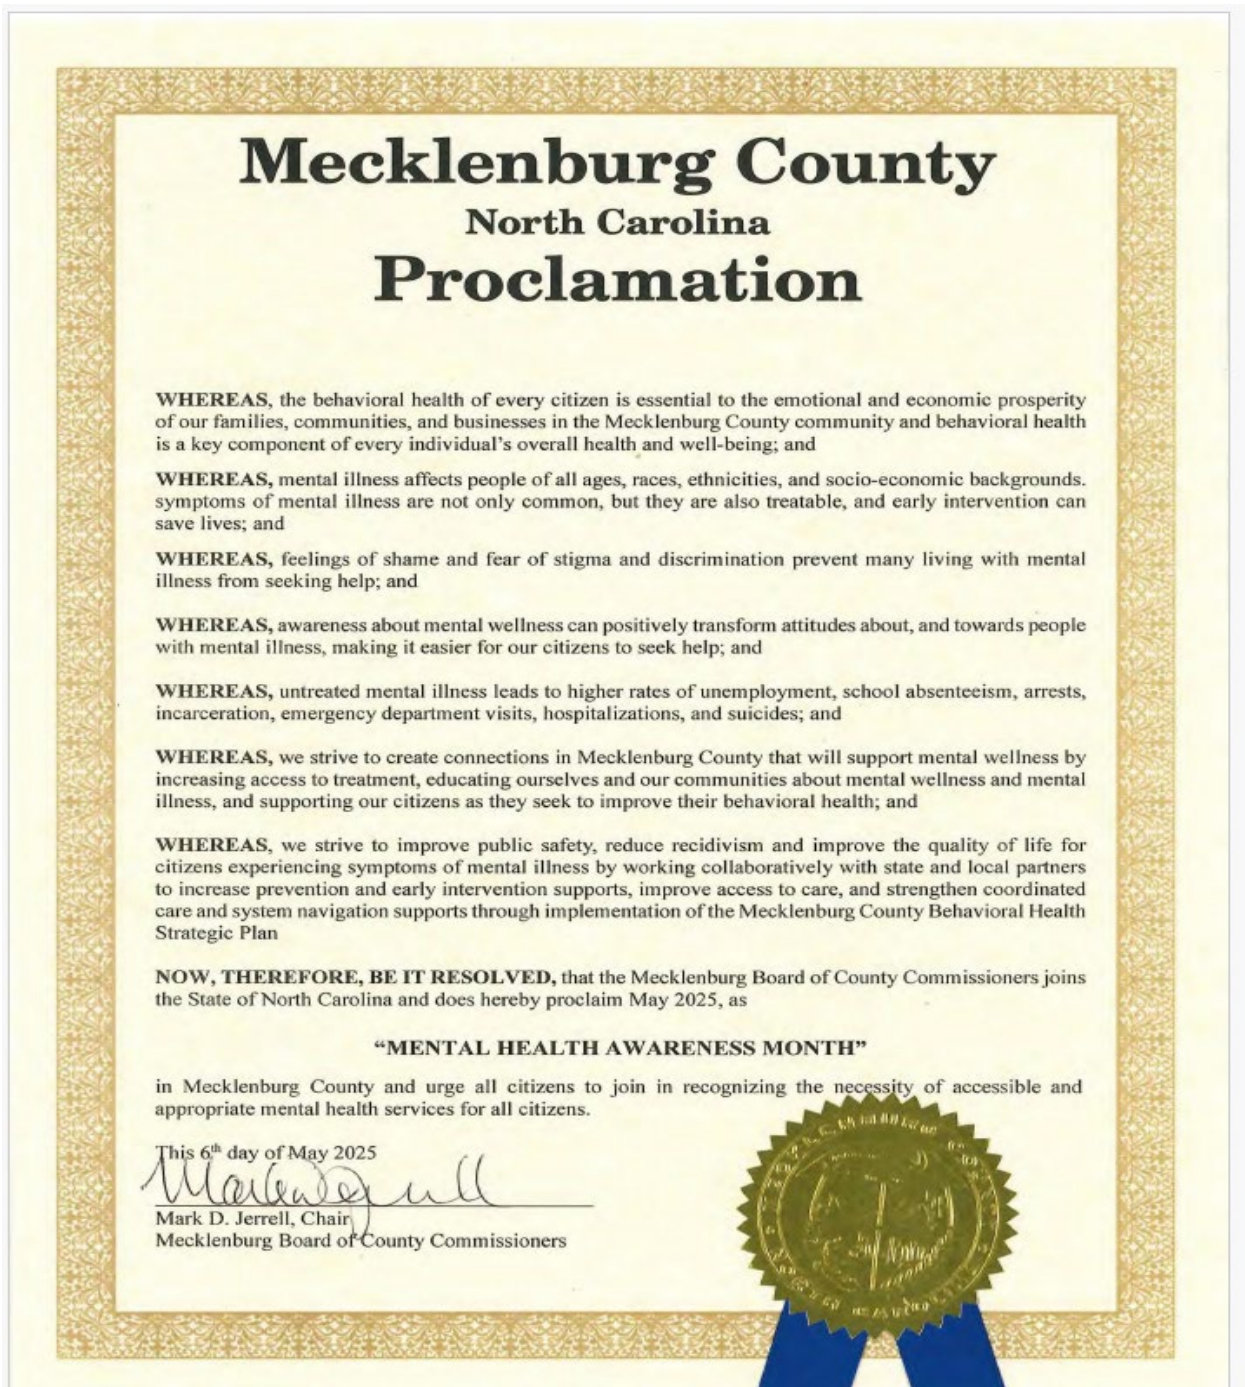 Mecklenburg County
North Carolina
Proclamation
WHEREAS, the behavioral health of every citizen is essential to the emotional and economic prosperity
of our families, communities, and businesses in the Mecklenburg County community and behavioral health
is a key component of every individual's overall health and well-being; and
WHEREAS, mental illness affects people of all ages, races, ethnicities, and socio-economic backgrounds.
symptoms of mental illness are not only common, but they are also treatable, and early intervention can
save lives; and
WHEREAS, feelings of shame and fear of stigma and discrimination prevent many living with mental
illness from seeking help; and
WHEREAS, awareness about mental wellness can positively transform attitudes about, and towards people
with mental illness, making it easier for our citizens to seek help; and
WHEREAS, untreated mental illness leads to higher rates of unemployment, school absenteeism, arrests,
incarceration, emergency department visits, hospitalizations, and suicides; and
WHEREAS, we strive to create connections in Mecklenburg County that will support mental wellness by
increasing access to treatment, educating ourselves and our communities about mental wellness and mental
illness, and supporting our citizens as they seek to improve their behavioral health; and
WHEREAS, we strive to improve public safety, reduce recidivism and improve the quality of life for
citizens experiencing symptoms of mental illness by working collaboratively with state and local partners
to increase prevention and early intervention supports, improve access to care, and strengthen coordinated
care and system navigation supports through implementation of the Mecklenburg County Behavioral Health
Strategic Plan
NOW, THEREFORE, BE IT RESOLVED, that the Mecklenburg Board of County Commissioners joins
the State of North Carolina and does hereby proclaim May 2025, as
“MENTAL HEALTH AWARENESS MONTH”
in Mecklenburg County and urge all citizens to join in recognizing the necessity of accessible and
appropriate mental health services for all citizens.
This 6th day of May 2025
Mark D. Jerrell, Chair
Mecklenburg Board of County Commissioners